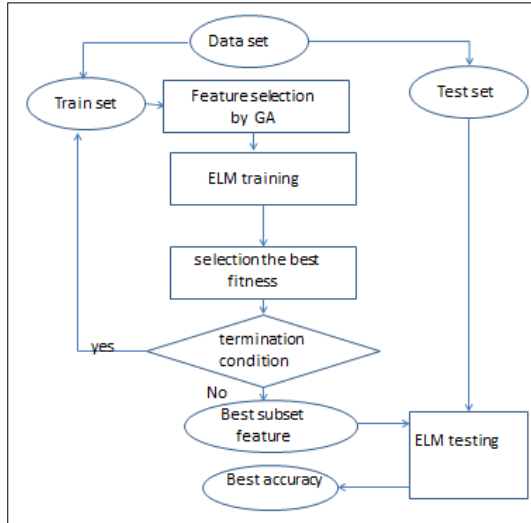 Data set
Train set
Test set
Feature selection
by GA
ELM training
selection the best
fitness
termination
condition
yes
No
Best subset
feature
ELM testing
Best accuracy